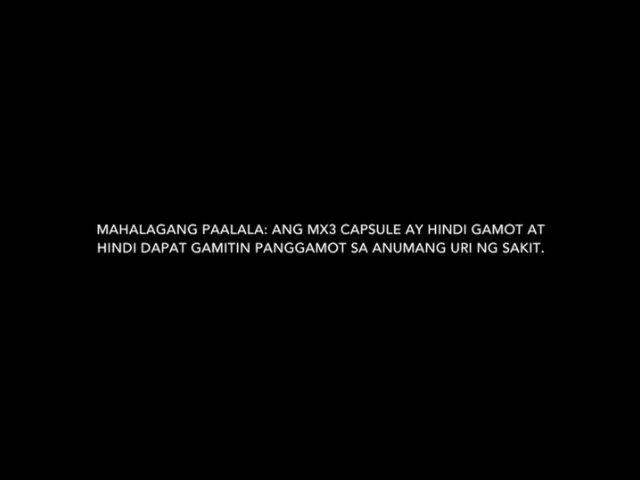 MAHALAGANG PAALALA: ANG MX3 CAPSULE AY HINDI GAMOT AT
HINDI DAPAT GAMITIN PANGGAMOT SA ANUMANG URI NG SAKIT.